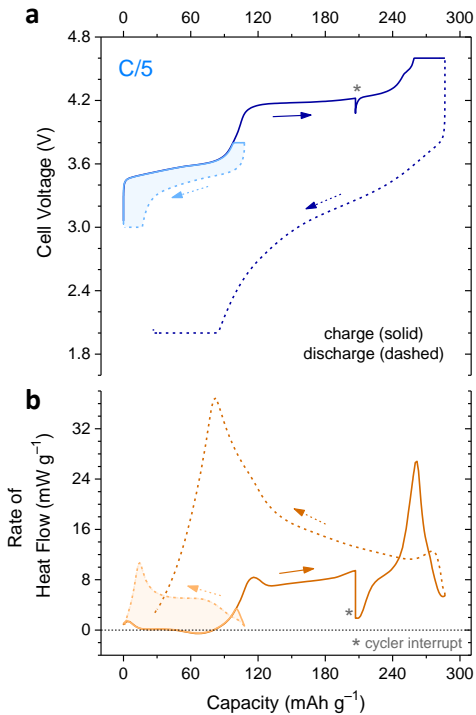 a
0 60 120 180 240 300
C/5
4.8
4.2
3.6
3.0
2.4
1.8
Cell Voltage (V)
*
charge (solid)
discharge (dashed)
b
32
24
16
8
0
Rate of
Heat Flow (mW g⁻¹)
*
* cycler interrupt
0 60 120 180 240 300
Capacity (mAh g⁻¹)